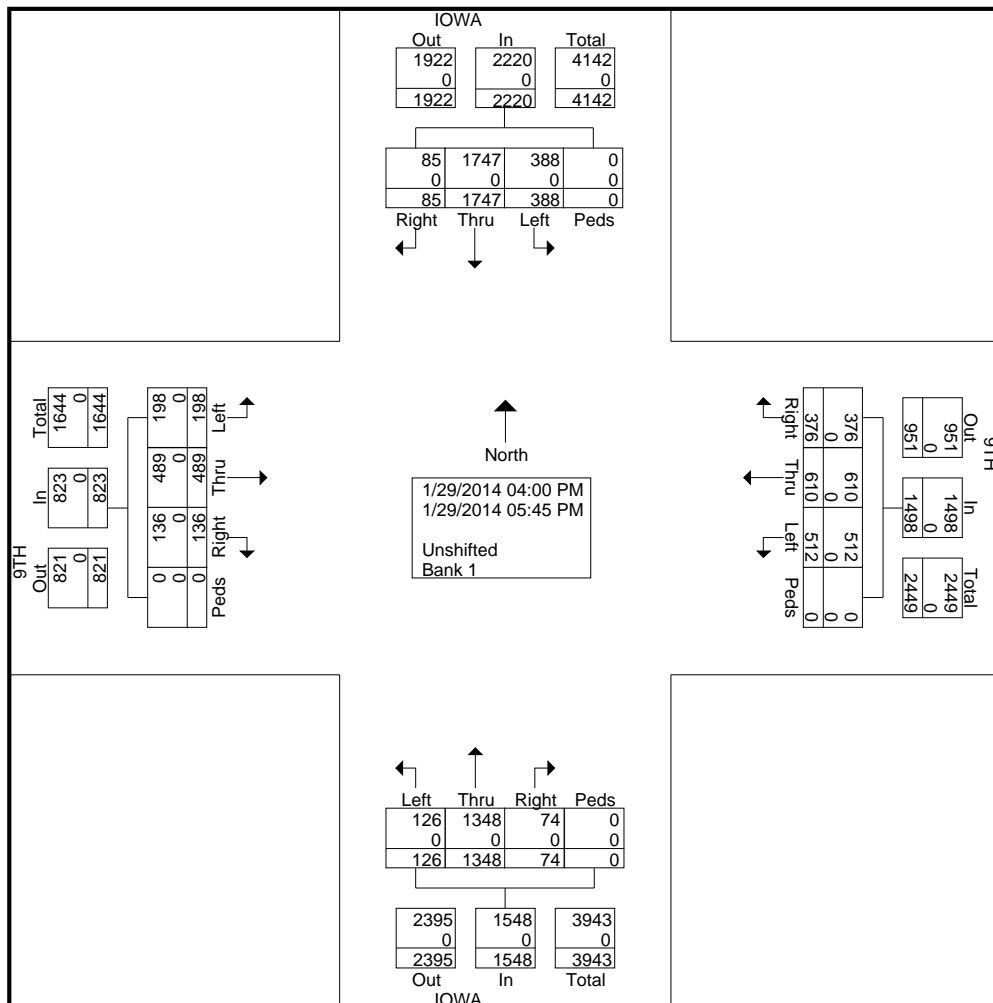 IOWA
Out In Total
1922 2220 4142
0 0 0
1922 2220 4142
85 1747 388 0
0 0 0 0
85 1747 388 0
Right Thru Left Peds
9TH
Out
821 0 821
In
823 0 823
Total
1644 0 1644
198 0 198
Left
489 0 489
Thru
136 0 136
Right
0 0 0
Peds
North
1/29/2014 04:00 PM
1/29/2014 05:45 PM
Unshifted
Bank 1
Right
376 0 376
Thru
610 0 610
Left
512 0 512
Peds
0 0 0
9TH
Out
951 0 951
In
1498 0 1498
Total
2449 0 2449
Left Thru Right Peds
126 1348 74 0
0 0 0 0
126 1348 74 0
2395 1548 3943
0 0 0
2395 1548 3943
Out In Total
IOWA